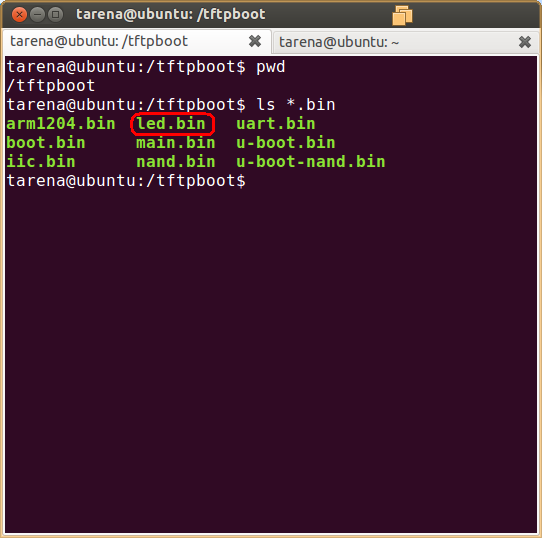 tarena@ubuntu: /tftpboot
tarena@ubuntu: /tftpboot
tarena@ubuntu: ~
tarena@ubuntu:/tftpboot$ pwd
/tftpboot
tarena@ubuntu:/tftpboot$ ls *.bin
arm1204.bin led.bin uart.bin
boot.bin main.bin u-boot.bin
iic.bin nand.bin u-boot-nand.bin
tarena@ubuntu:/tftpboot$